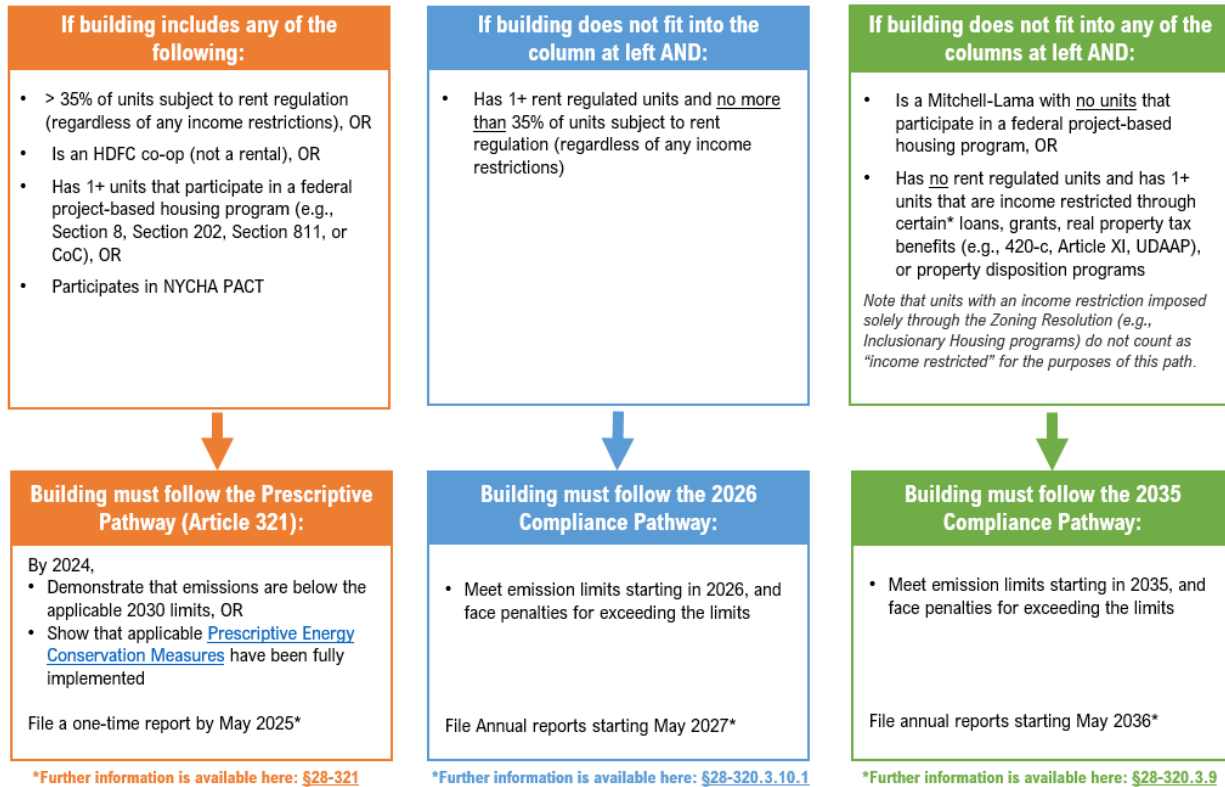 If building includes any of the
following:
• > 35% of units subject to rent regulation
(regardless of any income restrictions), OR
• Is an HDFC co-op (not a rental), OR
• Has 1+ units that participate in a federal
project-based housing program (e.g.,
Section 8, Section 202, Section 811, or
CoC), OR
• Participates in NYCHA PACT
Building must follow the Prescriptive
Pathway (Article 321):
By 2024,
• Demonstrate that emissions are below the
applicable 2030 limits, OR
• Show that applicable Prescriptive Energy
Conservation Measures have been fully
implemented
File a one-time report by May 2025*
*Further information is available here: §28-321
If building does not fit into the
column at left AND:
• Has 1+ rent regulated units and no more
than 35% of units subject to rent
regulation (regardless of any income
restrictions)
Building must follow the 2026
Compliance Pathway:
• Meet emission limits starting in 2026, and
face penalties for exceeding the limits
File Annual reports starting May 2027*
*Further information is available here: §28-320.3.10.1
If building does not fit into any of the
columns at left AND:
• Is a Mitchell-Lama with no units that
participate in a federal project-based
housing program, OR
• Has no rent regulated units and has 1+
units that are income restricted through
certain* loans, grants, real property tax
benefits (e.g., 420-c, Article XI, UDAAP),
or property disposition programs
Note that units with an income restriction imposed
solely through the Zoning Resolution (e.g.,
Inclusionary Housing programs) do not count as
“income restricted” for the purposes of this path.
Building must follow the 2035
Compliance Pathway:
• Meet emission limits starting in 2035, and
face penalties for exceeding the limits
File annual reports starting May 2036*
*Further information is available here: §28-320.3.9